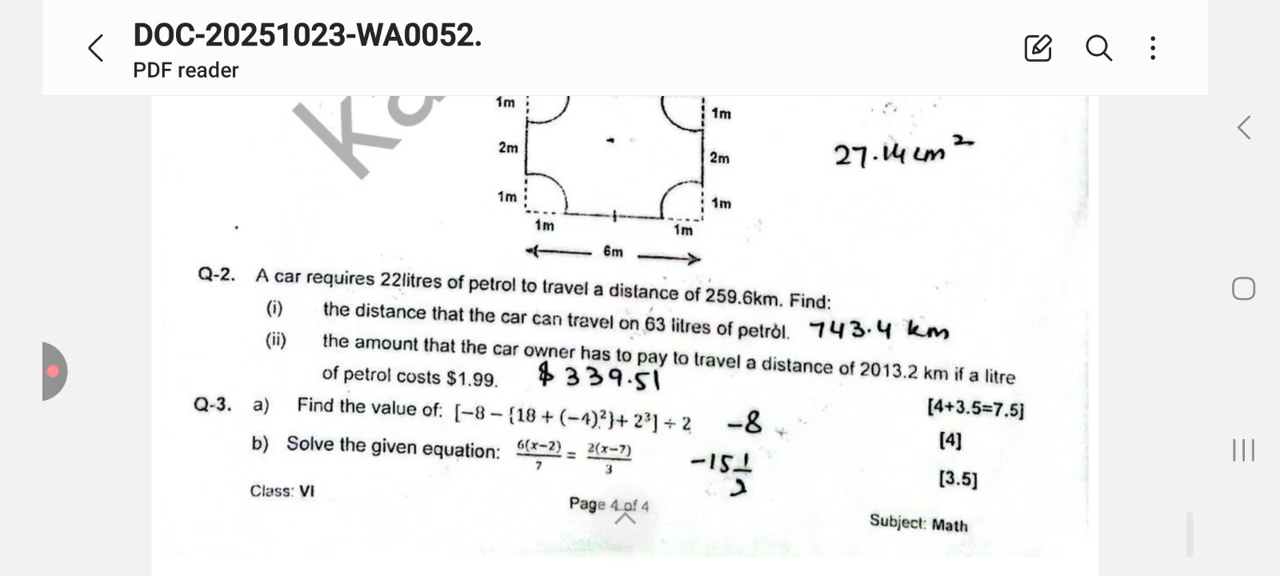 DOC-20251023-WA0052.
PDF reader
Ka
1m
1m
2m
2m
27.14 cm²
1m
1m
1m
1m
6m
Q-2. A car requires 22litres of petrol to travel a distance of 259.6km. Find:
(i) the distance that the car can travel on 63 litres of petrol. 743.4 km
(ii) the amount that the car owner has to pay to travel a distance of 2013.2 km if a litre
of petrol costs $1.99. $ 339.51
[4+3.5=7.5]
Q-3. a) Find the value of: [−8 − {18 + (−4)²}+ 2³] ÷ 2 -8
[4]
b) Solve the given equation: 6(x−2)/7 = 2(x−7)/3 -15 1/2
[3.5]
Class: VI
Page 4 of 4
Subject: Math